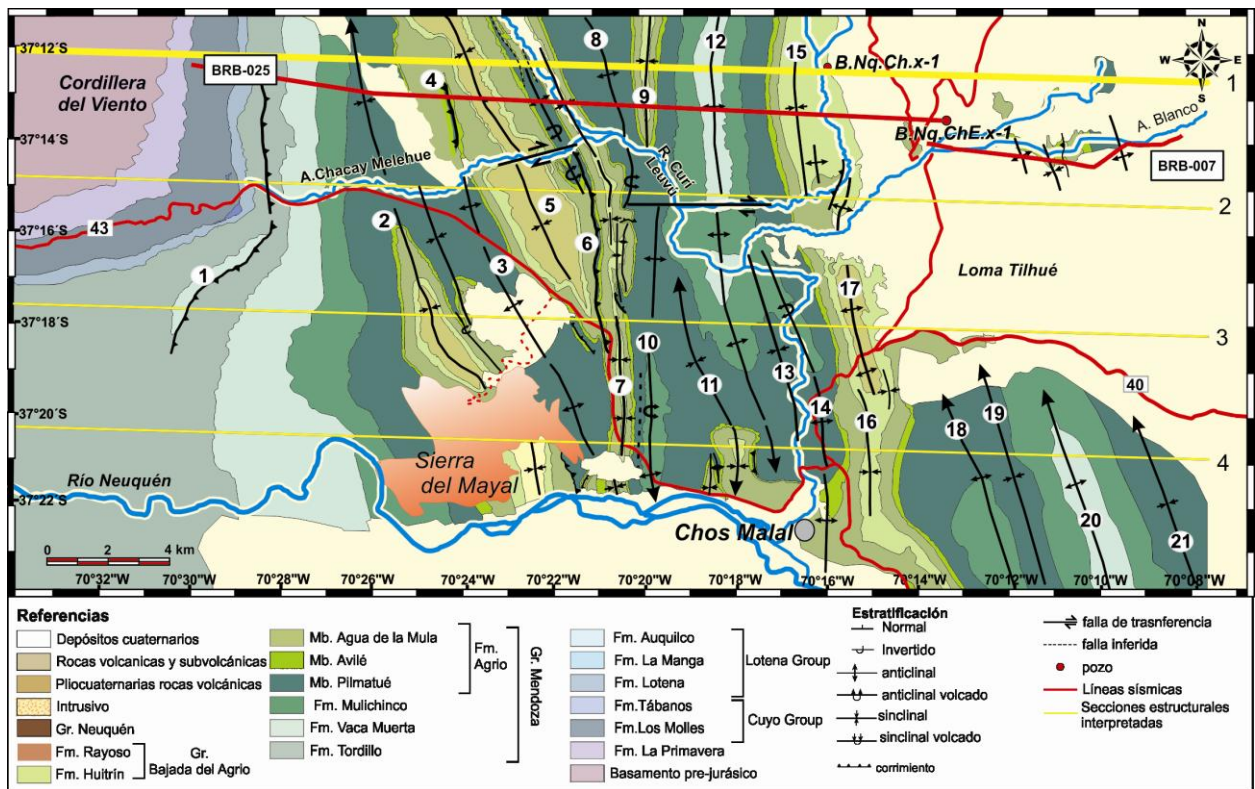 37°12'S
37°14'S
37°16'S
37°18'S
37°20'S
37°22'S
Cordillera
del Viento
BRB-025
4
8
9
12
15
B.Nq.Ch.x-1
N
W E
S
1
B.Nq.ChE.x-1
A. Blanco
BRB-007
A.Chacay Melehue
R. Curi
Leuvú
43
2
5
6
2
1
3
Loma Tilhué
17
3
10
7
11
13
14
16
40
18
19
4
Río Neuquén
Sierra
del Mayal
Chos Malal
20
21
0 2 4 km
70°32'W
70°30'W
70°28'W
70°26'W
70°24'W
70°22'W
70°20'W
70°18'W
70°16'W
70°14'W
70°12'W
70°10'W
70°08'W
Referencias
Depósitos cuaternarios
Rocas volcanicas y subvolcánicas
Pliocuaternarias rocas volcánicas
Intrusivo
Gr. Neuquén
Fm. Rayoso
Fm. Huitrín
Gr.
Bajada del Agrio
Mb. Agua de la Mula
Mb. Avilé
Mb. Pilmatué
Fm.
Agrio
Fm. Mulichinco
Fm. Vaca Muerta
Fm. Tordillo
Gr. Mendoza
Fm. Auquilco
Fm. La Manga
Fm. Lotena
Lotena Group
Fm.Tábanos
Fm.Los Molles
Cuyo Group
Fm. La Primavera
Basamento pre-jurásico
Estratificación
Normal
Invertido
anticlinal
anticlinal volcado
sinclinal
sinclinal volcado
corrimiento
falla de trasnferencia
falla inferida
pozo
Líneas sísmicas
Secciones estructurales
interpretadas